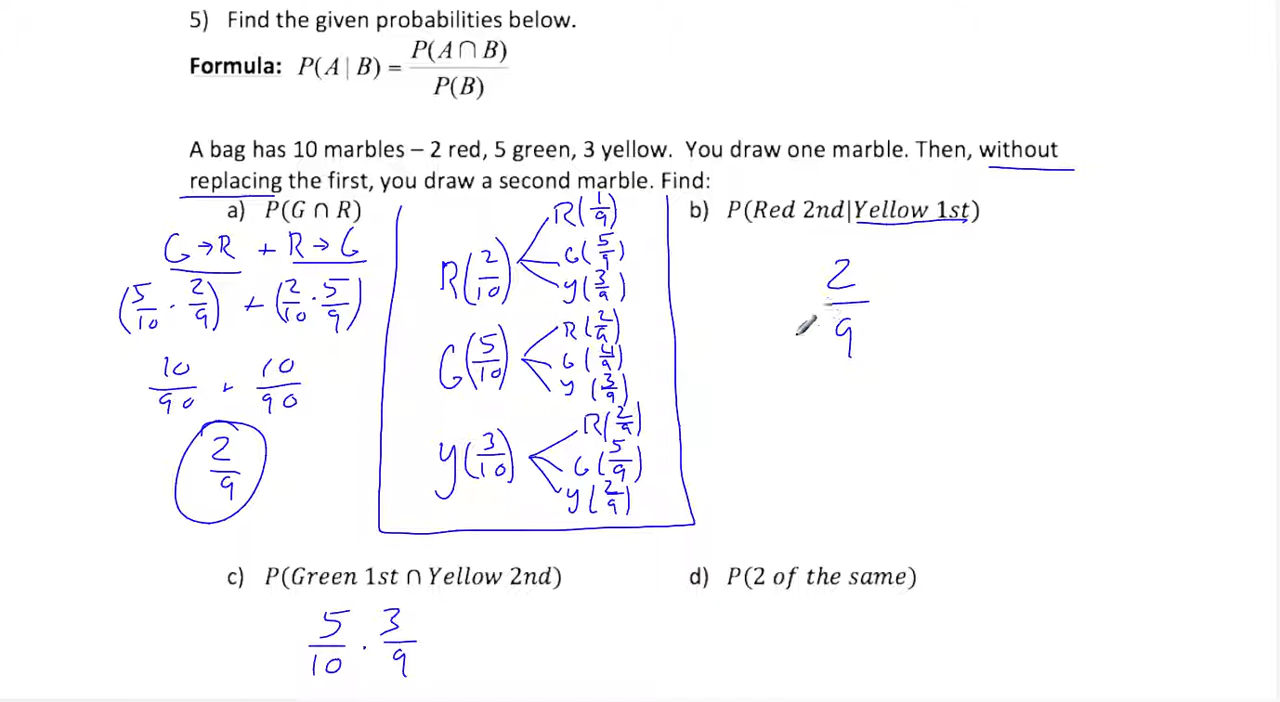 5) Find the given probabilities below.
Formula: P(A | B) = P(A ∩ B) / P(B)
A bag has 10 marbles – 2 red, 5 green, 3 yellow. You draw one marble. Then, without
replacing the first, you draw a second marble. Find:
a) P(G ∩ R)
G → R + R → G
(5/10 · 2/9) + (2/10 · 5/9)
10/90 + 10/90
2/9
R(2/10)
R(1/9)
G(5/9)
Y(3/9)
G(5/10)
R(2/9)
G(4/9)
Y(3/9)
Y(3/10)
R(2/9)
G(5/9)
Y(2/9)
b) P(Red 2nd|Yellow 1st)
2/9
c) P(Green 1st ∩ Yellow 2nd)
5/10 · 3/9
d) P(2 of the same)